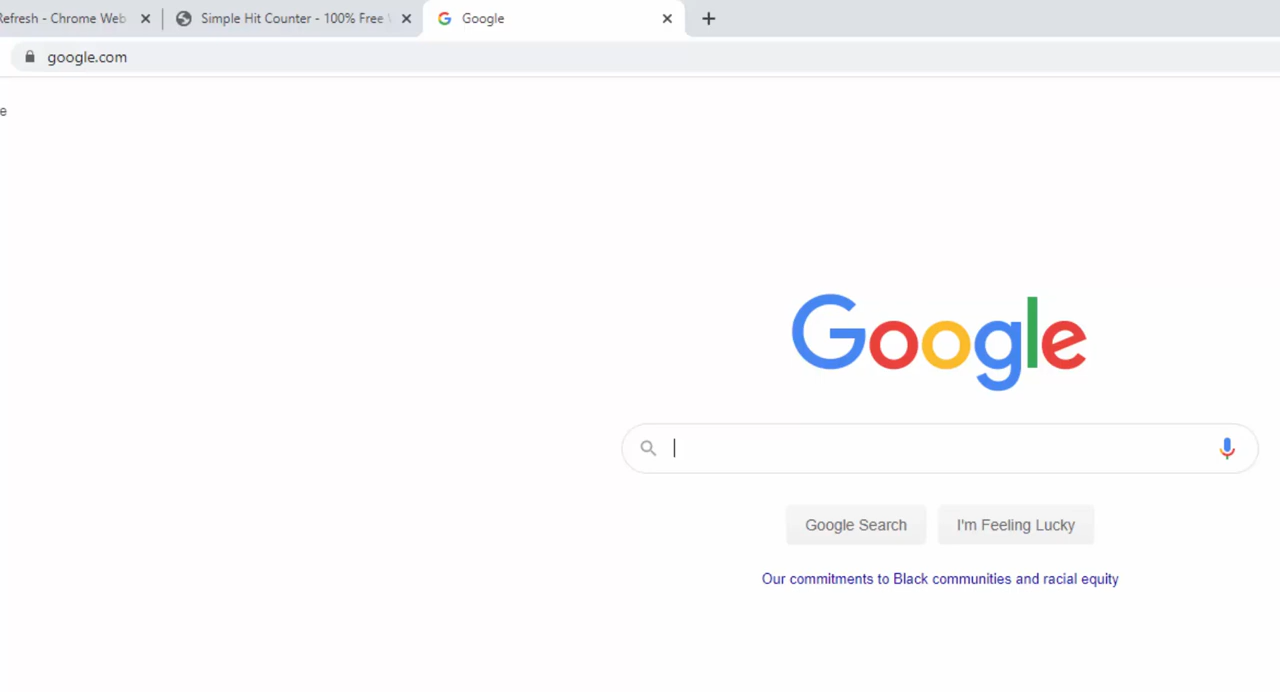 Refresh - Chrome Web
Simple Hit Counter - 100% Free
Google
google.com
e
Google
Google Search
I'm Feeling Lucky
Our commitments to Black communities and racial equity